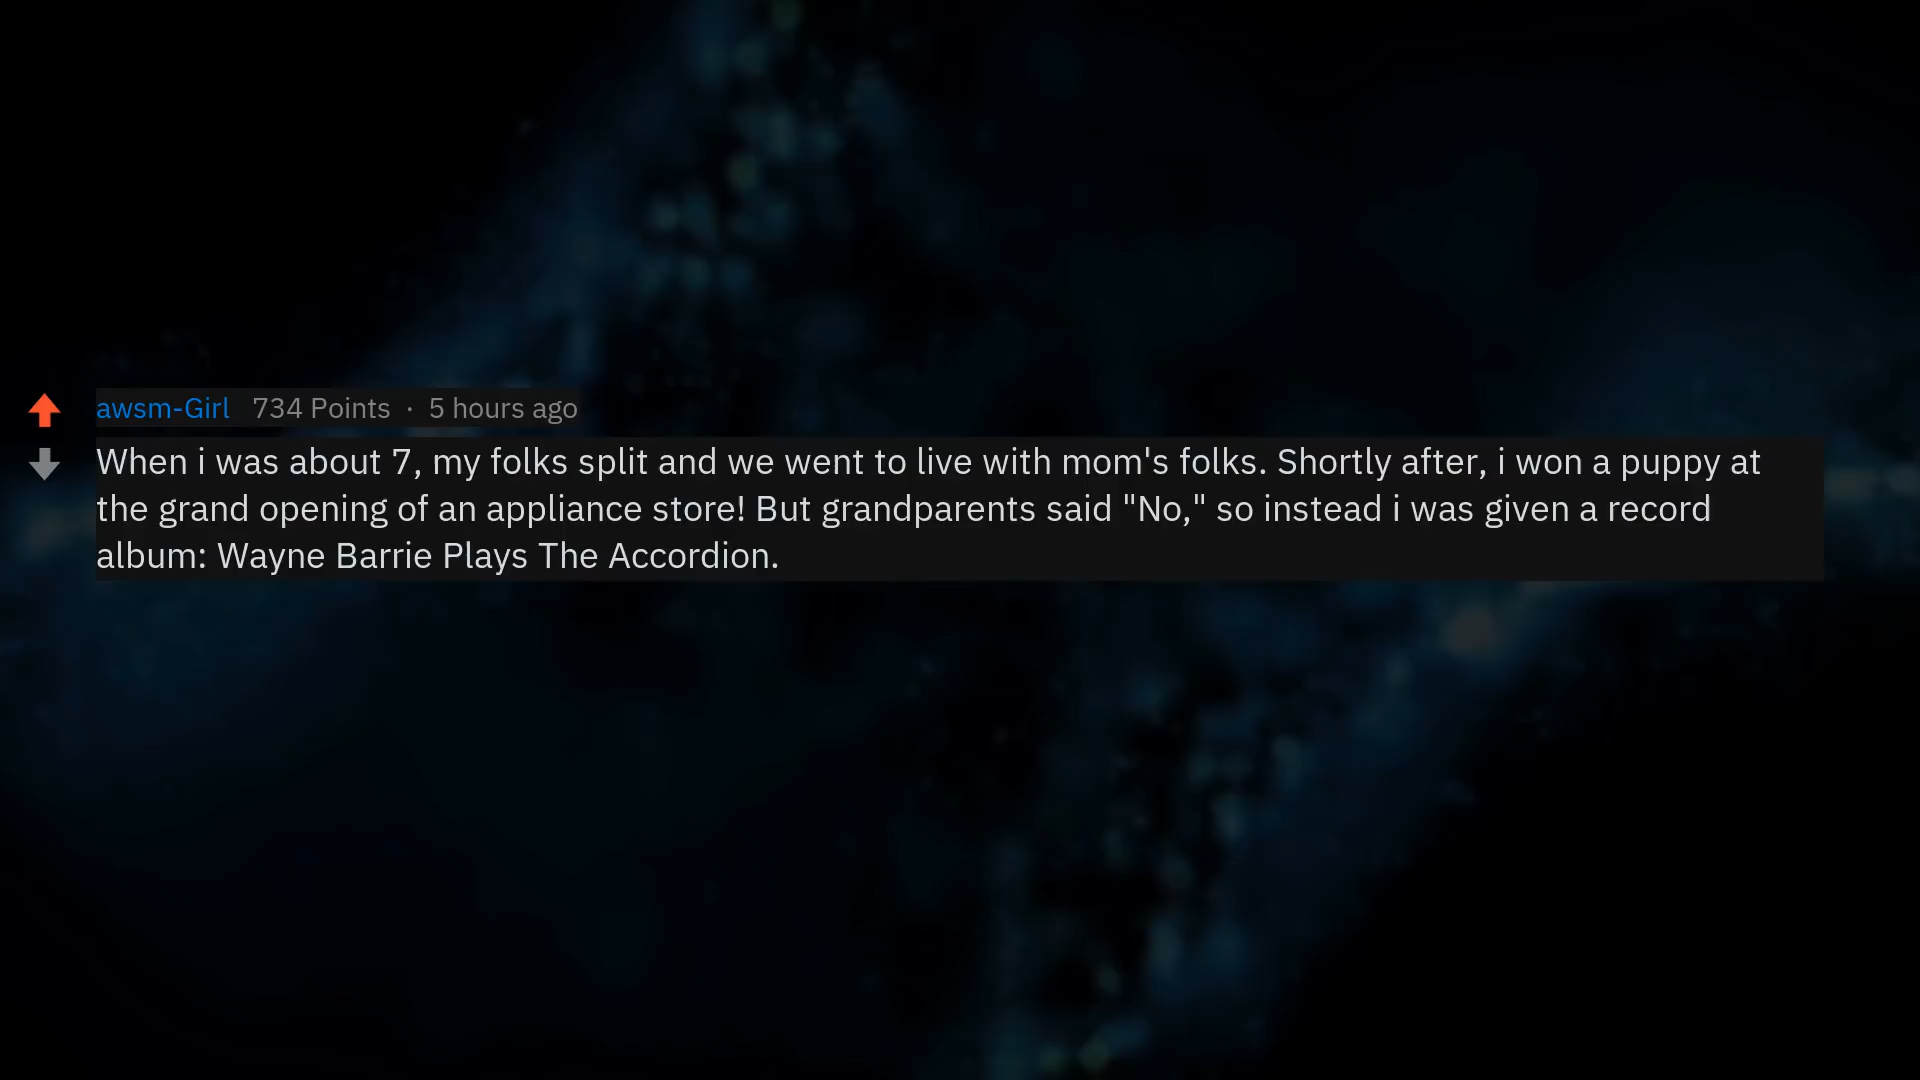 awsm-Girl 734 Points · 5 hours ago
When i was about 7, my folks split and we went to live with mom's folks. Shortly after, i won a puppy at
the grand opening of an appliance store! But grandparents said "No," so instead i was given a record
album: Wayne Barrie Plays The Accordion.